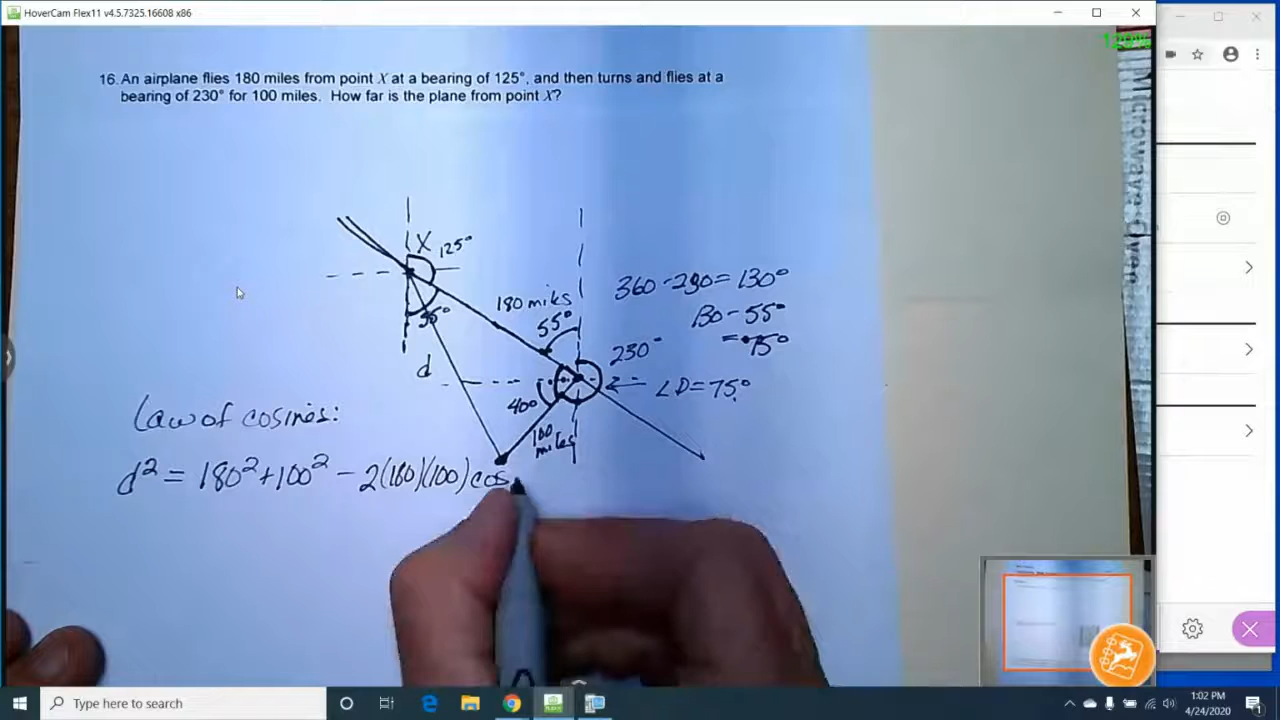 HoverCam Flex11 v4.5.7325.16608 x86
120%
16. An airplane flies 180 miles from point X at a bearing of 125°, and then turns and flies at a
bearing of 230° for 100 miles. How far is the plane from point X?
X 125°
55°
180 miles
55°
360-230=130°
130-55°
=75°
230°
∠D=75°
d
40°
100
miles
Law of cosines:
d² = 180²+100² - 2(180)(100)cos
Microwave Oven
Type here to search
1:02 PM
4/24/2020